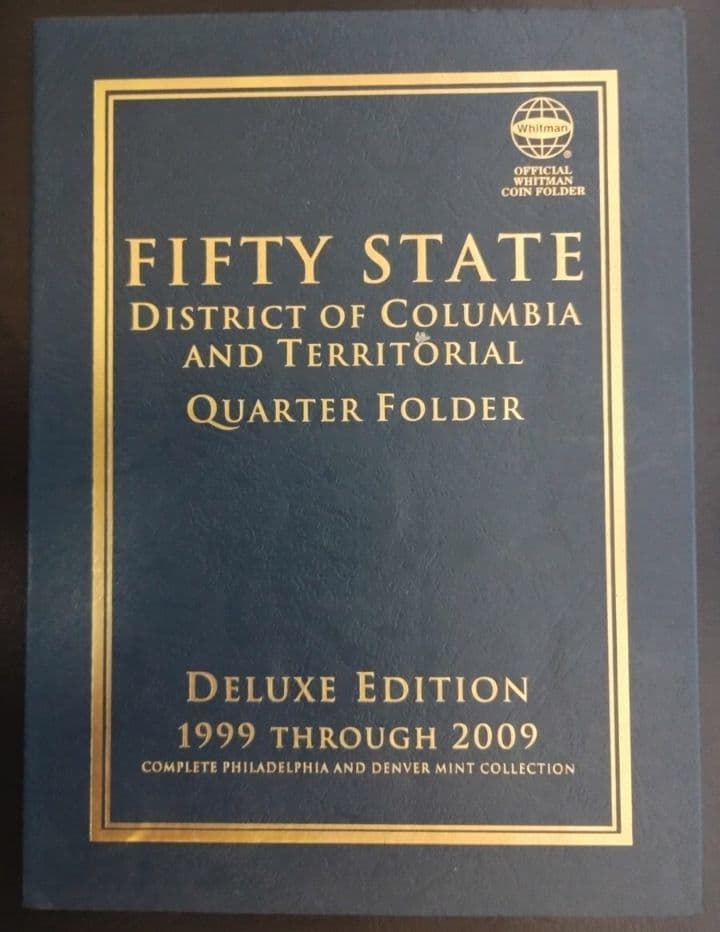 Whitman
OFFICIAL
WHITMAN
COIN FOLDER
FIFTY STATE
DISTRICT OF COLUMBIA
AND TERRITORIAL
QUARTER FOLDER
DELUXE EDITION
1999 THROUGH 2009
COMPLETE PHILADELPHIA AND DENVER MINT COLLECTION